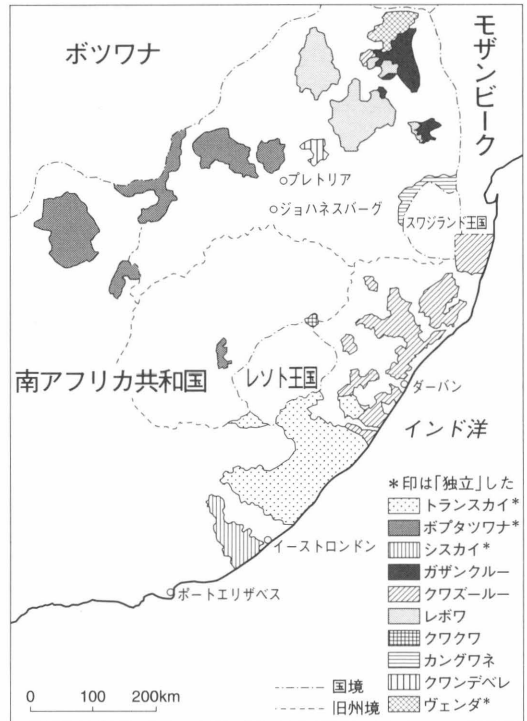 ボツワナ
モザンビーク
プレトリア
ジョハネスバーグ
スワジランド王国
南アフリカ共和国
レソト王国
ダーバン
インド洋
イーストロンドン
ポートエリザベス
*印は「独立」した
トランスカイ*
ボプタツワナ*
シスカイ*
ガザンクルー
クワズールー
レボワ
クワクワ
カングワネ
クワンデベレ
ヴェンダ*
国境
旧州境
0 100 200km